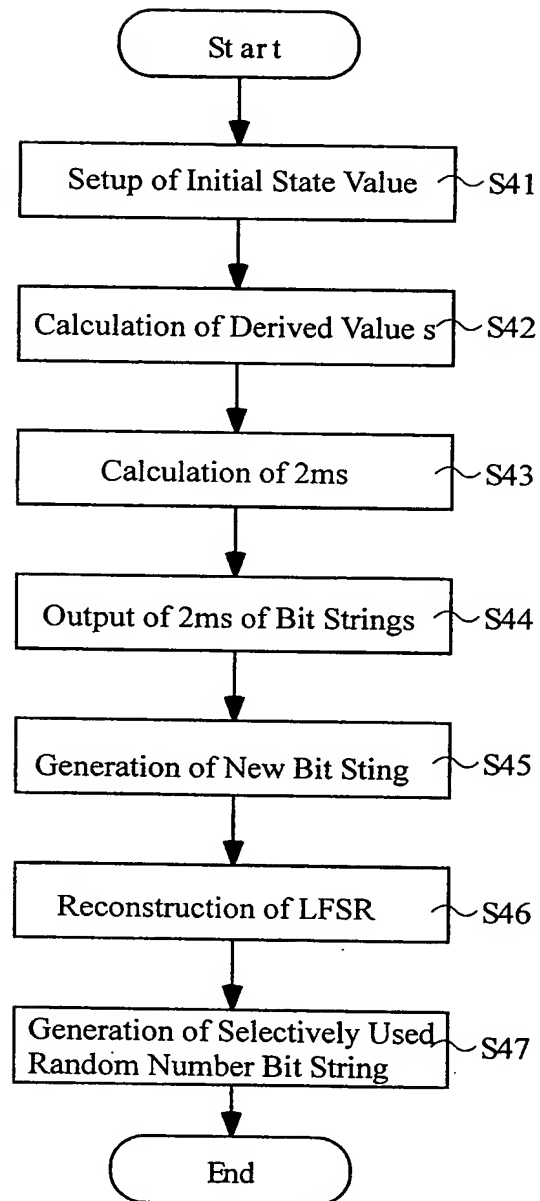 Start
Setup of Initial State Value S41
Calculation of Derived Value s S42
Calculation of 2ms S43
Output of 2ms of Bit Strings S44
Generation of New Bit Sting S45
Reconstruction of LFSR S46
Generation of Selectively Used
Random Number Bit String S47
End